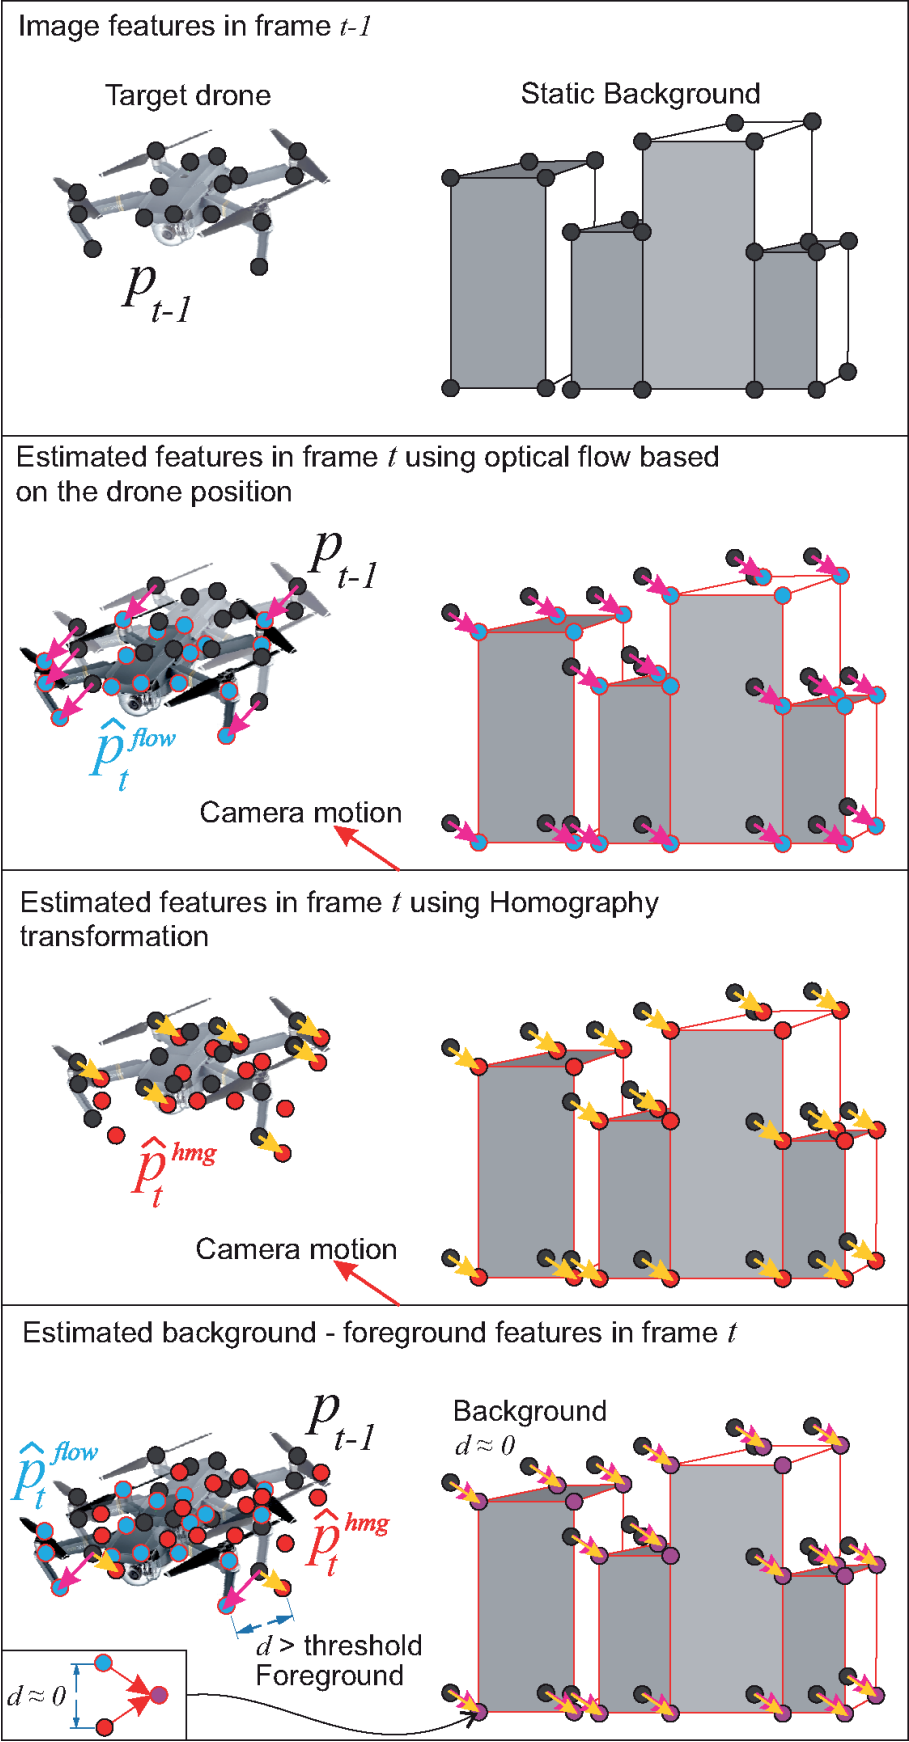 Image features in frame t-1
Target drone
Static Background
p t-1
Estimated features in frame t using optical flow based
on the drone position
p t-1
p̂ t flow
Camera motion
Estimated features in frame t using Homography
transformation
p̂ t hmg
Camera motion
Estimated background - foreground features in frame t
p t-1
Background
d ≈ 0
p̂ t flow
p̂ t hmg
d > threshold
Foreground
d ≈ 0